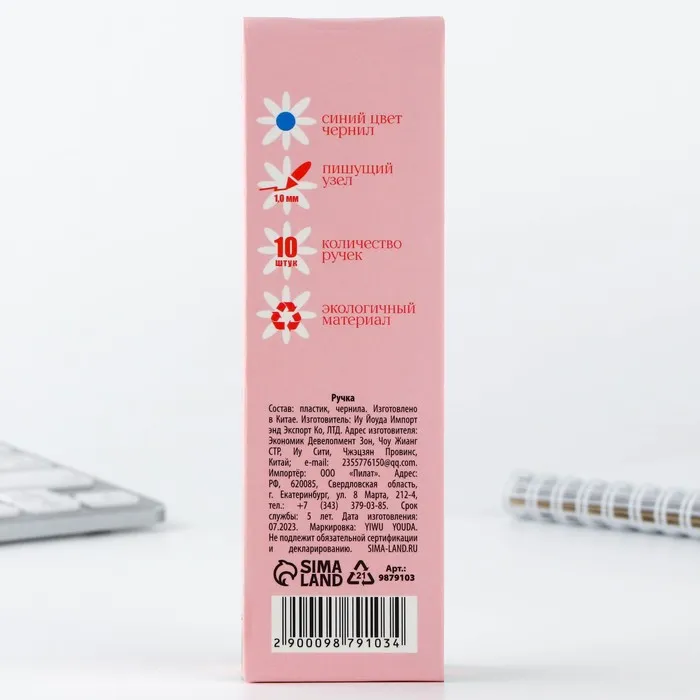 синий цвет
чернил
пишущий
узел
1,0 мм
10
штук
количество
ручек
экологичный
материал
Ручка
Состав: пластик, чернила. Изготовлено
в Китае. Изготовитель: Иу Йоуда Импорт
энд Экспорт Ко, ЛТД. Адрес изготовителя:
Экономик Девелопмент Зон, Чоу Жианг
СТР, Иу Сити, Чжэцзян Провинс,
Китай; e-mail: 2355776150@qq.com.
Импортёр: ООО «Пилат». Адрес:
РФ, 620085, Свердловская область,
г. Екатеринбург, ул. 8 Марта, 212-4,
тел.: +7 (343) 379-03-85. Срок
службы: 5 лет. Дата изготовления:
07.2023. Маркировка: YIWU YOUDA.
Не подлежит обязательной сертификации
и декларированию. SIMA-LAND.RU
SIMA
LAND
21
Арт.:
9879103
2 900098 791034